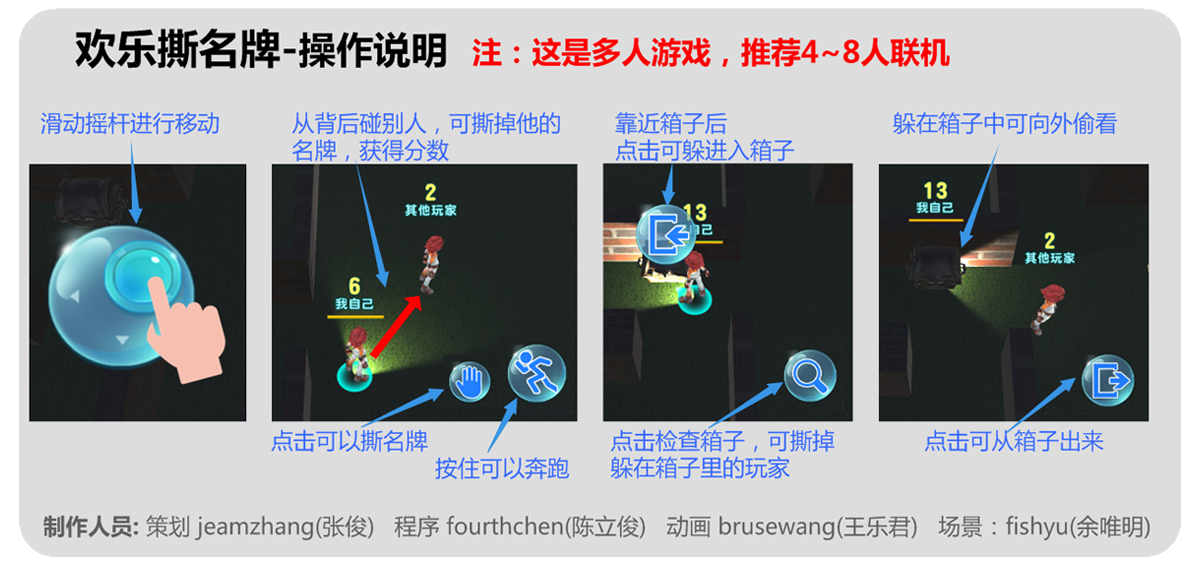 欢乐撕名牌-操作说明 注：这是多人游戏，推荐4~8人联机
滑动摇杆进行移动
从背后碰别人，可撕掉他的
名牌，获得分数
2
其他玩家
6
我自己
点击可以撕名牌
按住可以奔跑
靠近箱子后
点击可躲进入箱子
13
己
点击检查箱子，可撕掉
躲在箱子里的玩家
躲在箱子中可向外偷看
13
我自己
2
其他玩家
点击可从箱子出来
制作人员: 策划 jeamzhang(张俊) 程序 fourthchen(陈立俊) 动画 brusewang(王乐君) 场景：fishyu(余唯明)